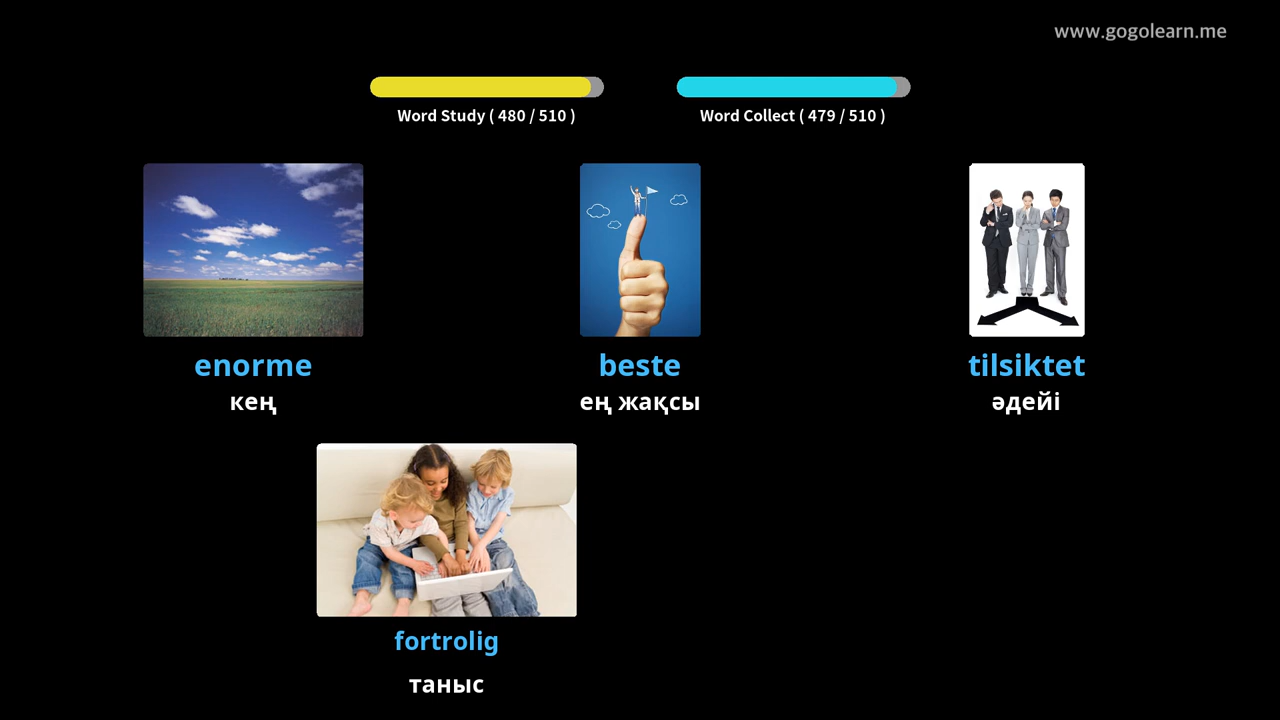 www.gogolearn.me
Word Study ( 480 / 510 )
Word Collect ( 479 / 510 )
enorme
кең
beste
ең жақсы
tilsiktet
әдейі
fortrolig
таныс